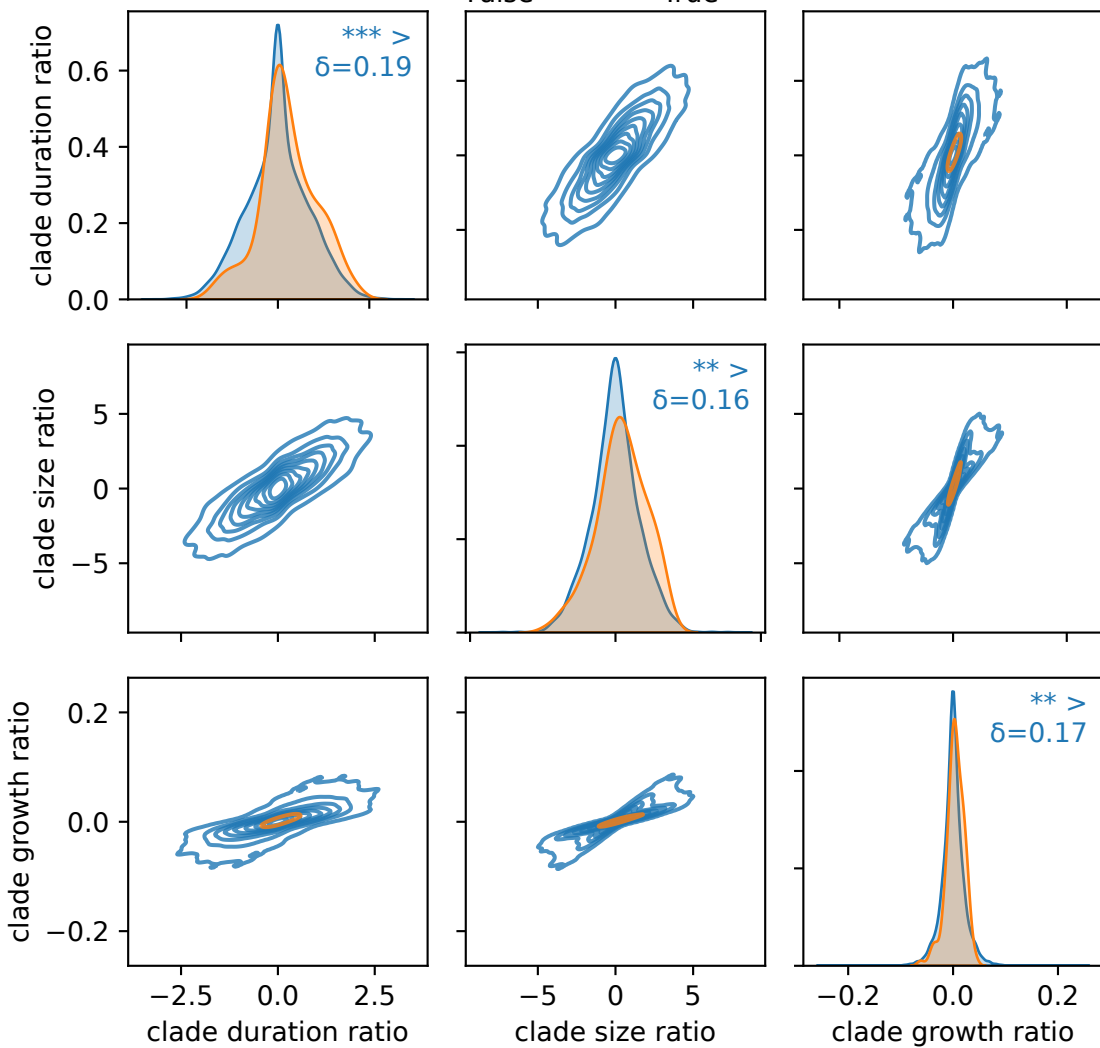 True
clade duration ratio
0.6
0.4
0.2
0.0
*** >
δ=0.19
clade size ratio
5
0
−5
** >
δ=0.16
clade growth ratio
0.2
0.0
−0.2
** >
δ=0.17
−2.5 0.0 2.5
−5 0 5
−0.2 0.0 0.2
clade duration ratio
clade size ratio
clade growth ratio